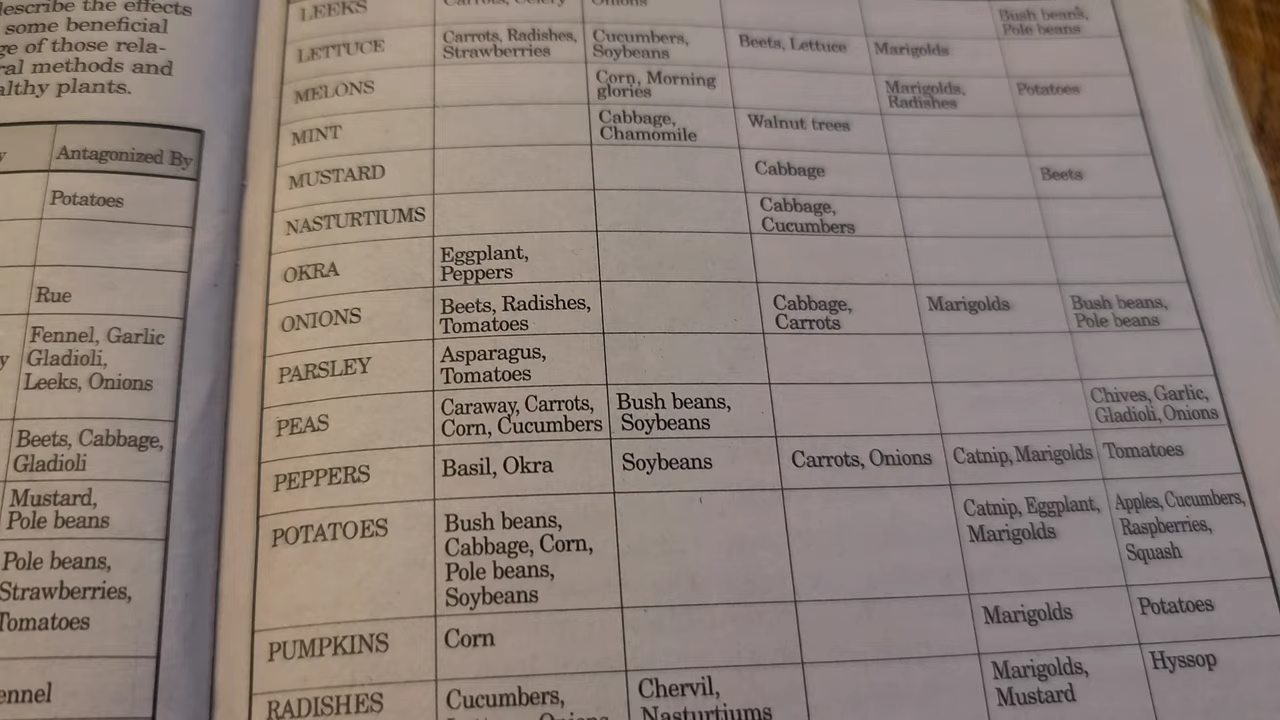 describe the effects
some beneficial
ge of those rela-
ral methods and
althy plants.
Antagonized By
Potatoes
Rue
Fennel, Garlic
Gladioli,
Leeks, Onions
Beets, Cabbage,
Gladioli
Mustard,
Pole beans
Pole beans,
Strawberries,
Tomatoes
ennel
LEEKS
Carrots, Celery
Onions
Bush beans,
Pole beans
LETTUCE
Carrots, Radishes,
Strawberries
Cucumbers,
Soybeans
Beets, Lettuce
Marigolds
MELONS
Corn, Morning
glories
Marigolds,
Radishes
Potatoes
MINT
Cabbage,
Chamomile
Walnut trees
MUSTARD
Cabbage
Beets
NASTURTIUMS
Cabbage,
Cucumbers
OKRA
Eggplant,
Peppers
ONIONS
Beets, Radishes,
Tomatoes
Cabbage,
Carrots
Marigolds
Bush beans,
Pole beans
PARSLEY
Asparagus,
Tomatoes
PEAS
Caraway, Carrots,
Corn, Cucumbers
Bush beans,
Soybeans
Chives, Garlic,
Gladioli, Onions
PEPPERS
Basil, Okra
Soybeans
Carrots, Onions
Catnip, Marigolds
Tomatoes
POTATOES
Bush beans,
Cabbage, Corn,
Pole beans,
Soybeans
Catnip, Eggplant,
Marigolds
Apples, Cucumbers,
Raspberries,
Squash
PUMPKINS
Corn
Marigolds
Potatoes
RADISHES
Cucumbers,
Chervil,
Nasturtiums
Marigolds,
Mustard
Hyssop